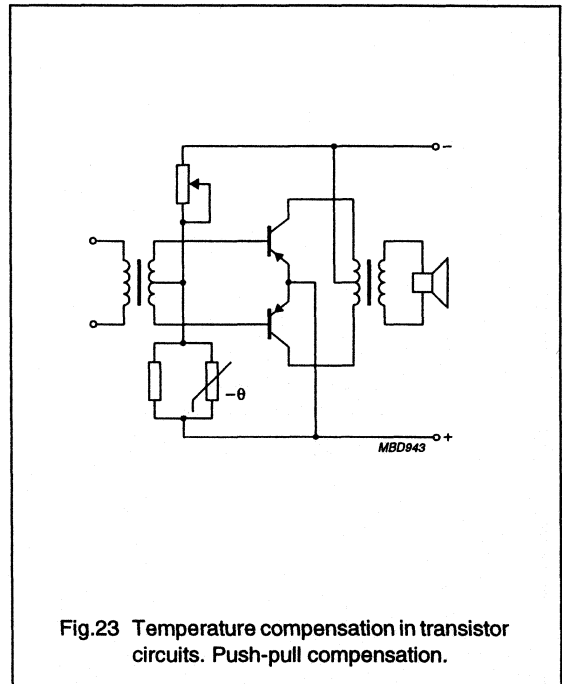 −
−θ
+
MBD943
Fig.23 Temperature compensation in transistor
circuits. Push-pull compensation.